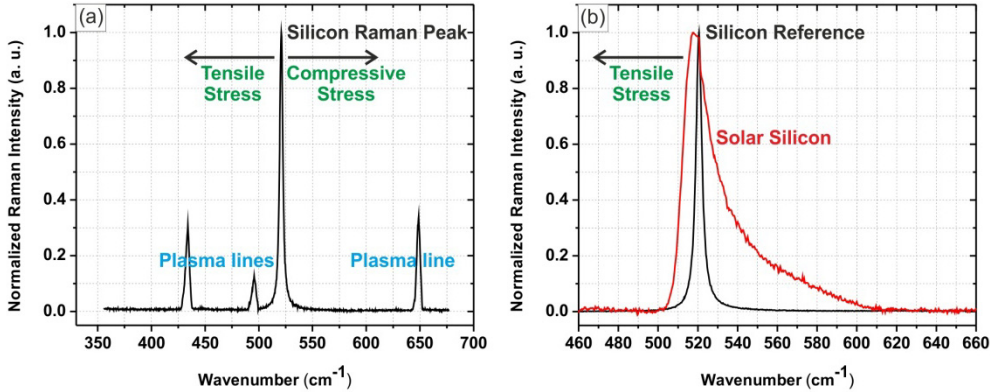 (a)
Silicon Raman Peak
Tensile
Stress
Compressive
Stress
Plasma lines
Plasma line
Normalized Raman Intensity (a. u.)
1.0
0.8
0.6
0.4
0.2
0.0
350 400 450 500 550 600 650 700
Wavenumber (cm⁻¹)
(b)
Silicon Reference
Tensile
Stress
Solar Silicon
Normalized Raman Intensity (a. u.)
1.0
0.8
0.6
0.4
0.2
0.0
460 480 500 520 540 560 580 600 620 640 660
Wavenumber (cm⁻¹)